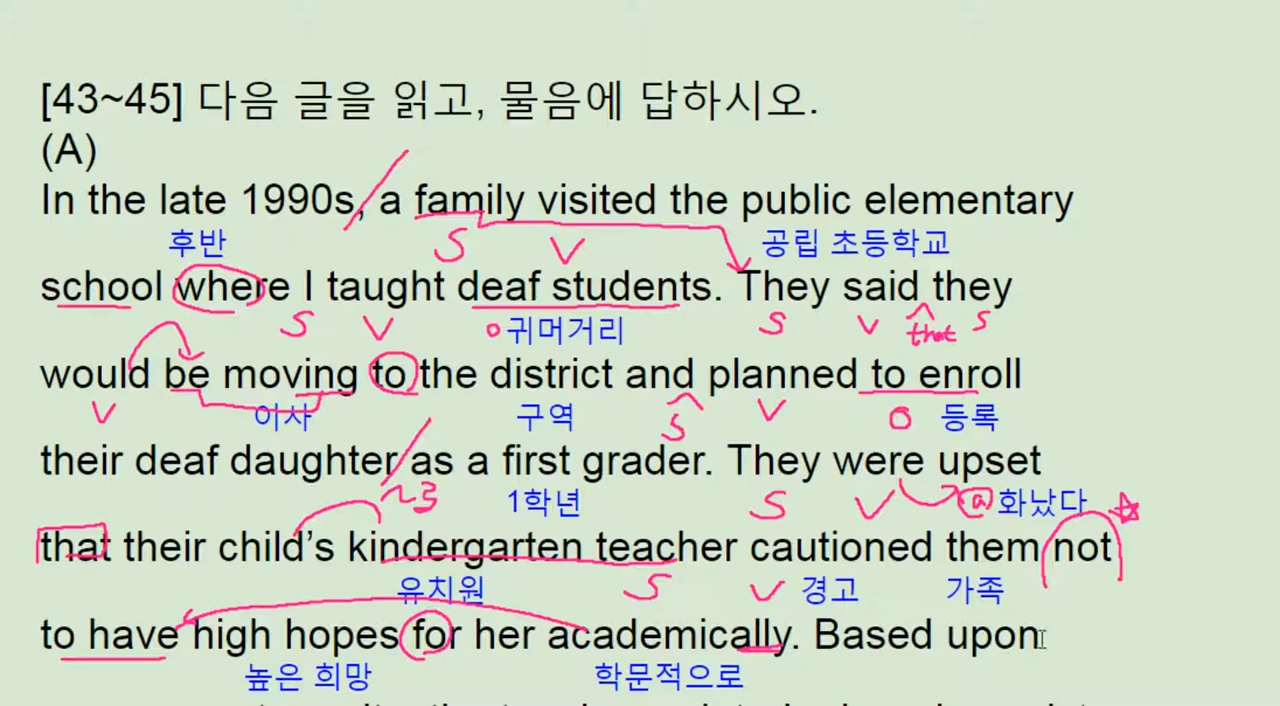 [43~45] 다음 글을 읽고, 물음에 답하시오.
(A)
In the late 1990s, a family visited the public elementary
후반 S V 공립 초등학교
school where I taught deaf students. They said they
S V o 귀머거리 S V that S
would be moving to the district and planned to enroll
V 이사 구역 S V O 등록
their deaf daughter as a first grader. They were upset
~로 1학년 S V ⓐ 화났다
that their child's kindergarten teacher cautioned them not
유치원 S V 경고 가족
to have high hopes for her academically. Based upon
높은 희망 학문적으로